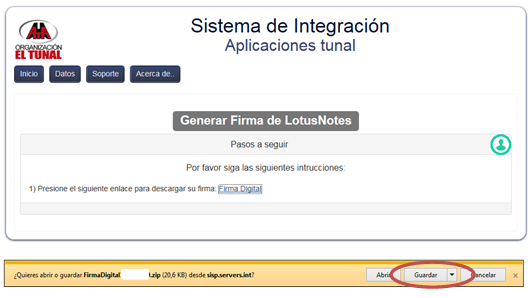 Sistema de Integración
Aplicaciones tunal
ORGANIZACIÓN
EL TUNAL
Inicio Datos Soporte Acerca de..
Generar Firma de LotusNotes
Pasos a seguir
Por favor siga las siguientes intrucciones:
1) Presione el siguiente enlace para descargar su firma: Firma Digital
¿Quieres abrir o guardar FirmaDigital .zip (20,6 KB) desde sisp.servers.int? Abrir Guardar Cancelar